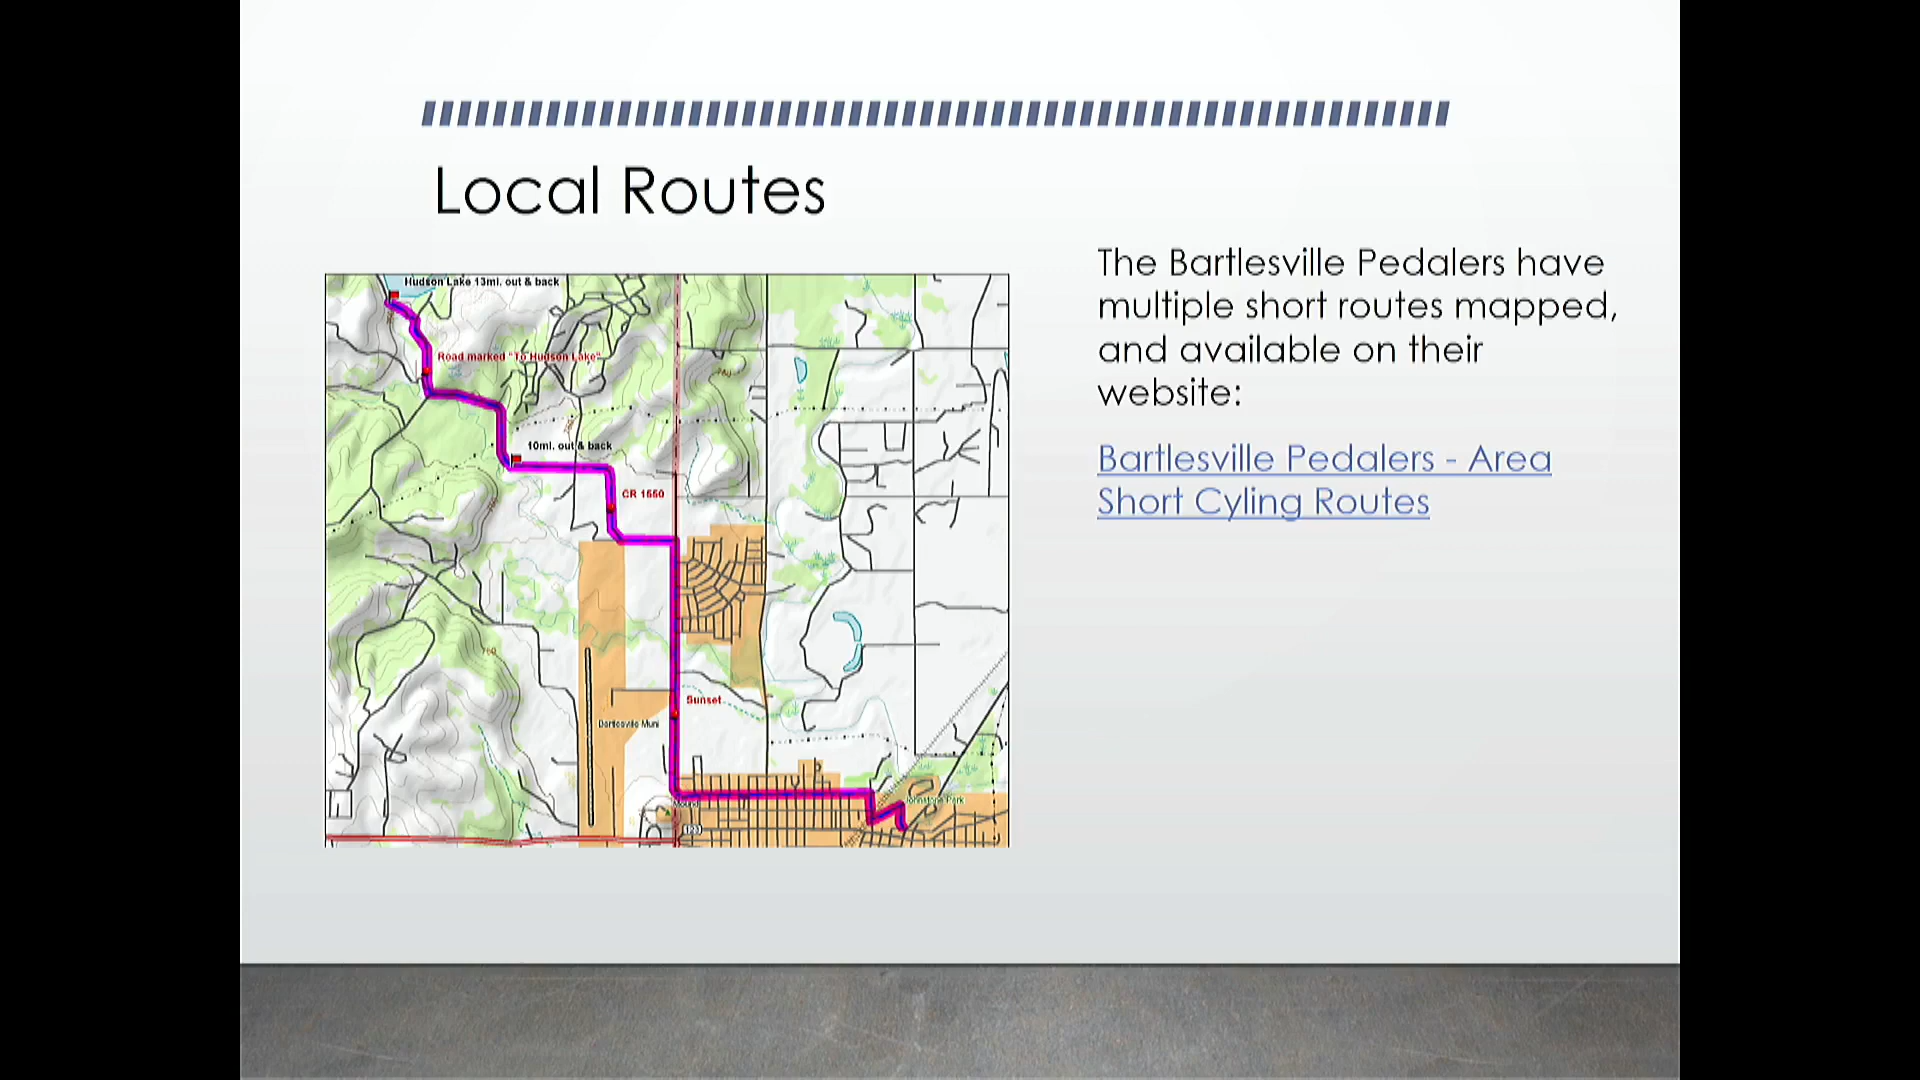 Local Routes
Hudson Lake 13mi. out & back
Road marked "To Hudson Lake"
10mi. out & back
CR 1550
Sunset
Bartlesville Muni
Johnstone Park
123
The Bartlesville Pedalers have
multiple short routes mapped,
and available on their
website:
Bartlesville Pedalers - Area
Short Cyling Routes